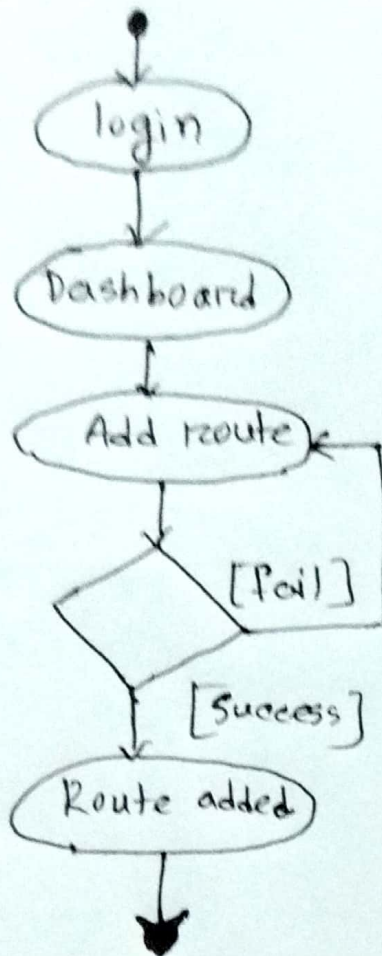 login
Dashboard
Add route
[fail]
[Success]
Route added